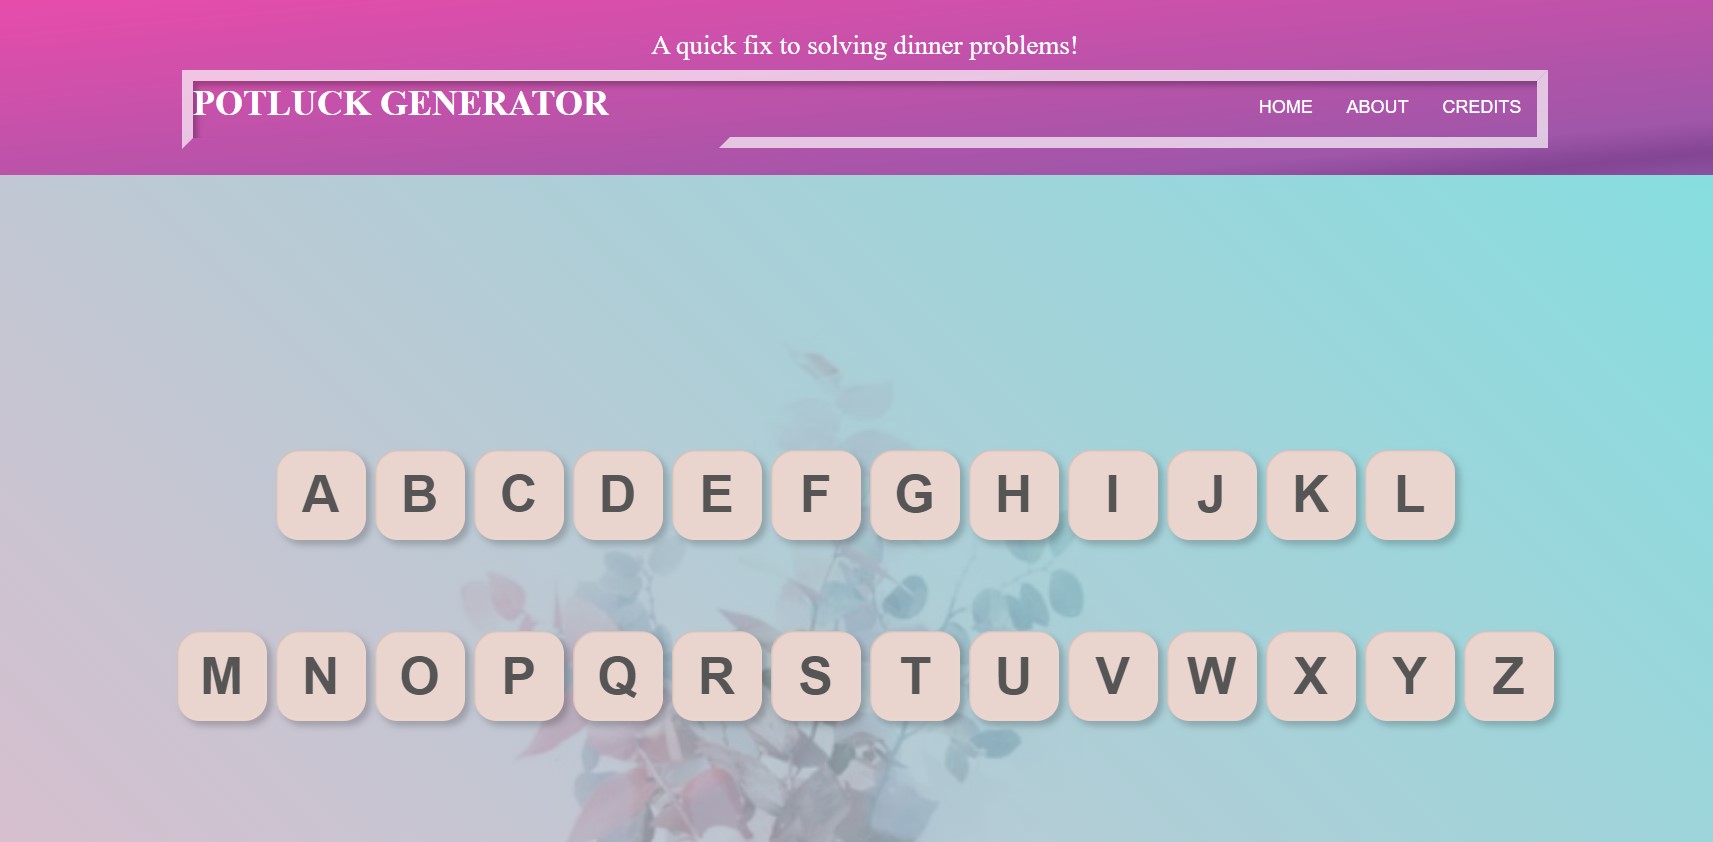 A quick fix to solving dinner problems!
POTLUCK GENERATOR
HOME ABOUT CREDITS
A B C D E F G H I J K L
M N O P Q R S T U V W X Y Z